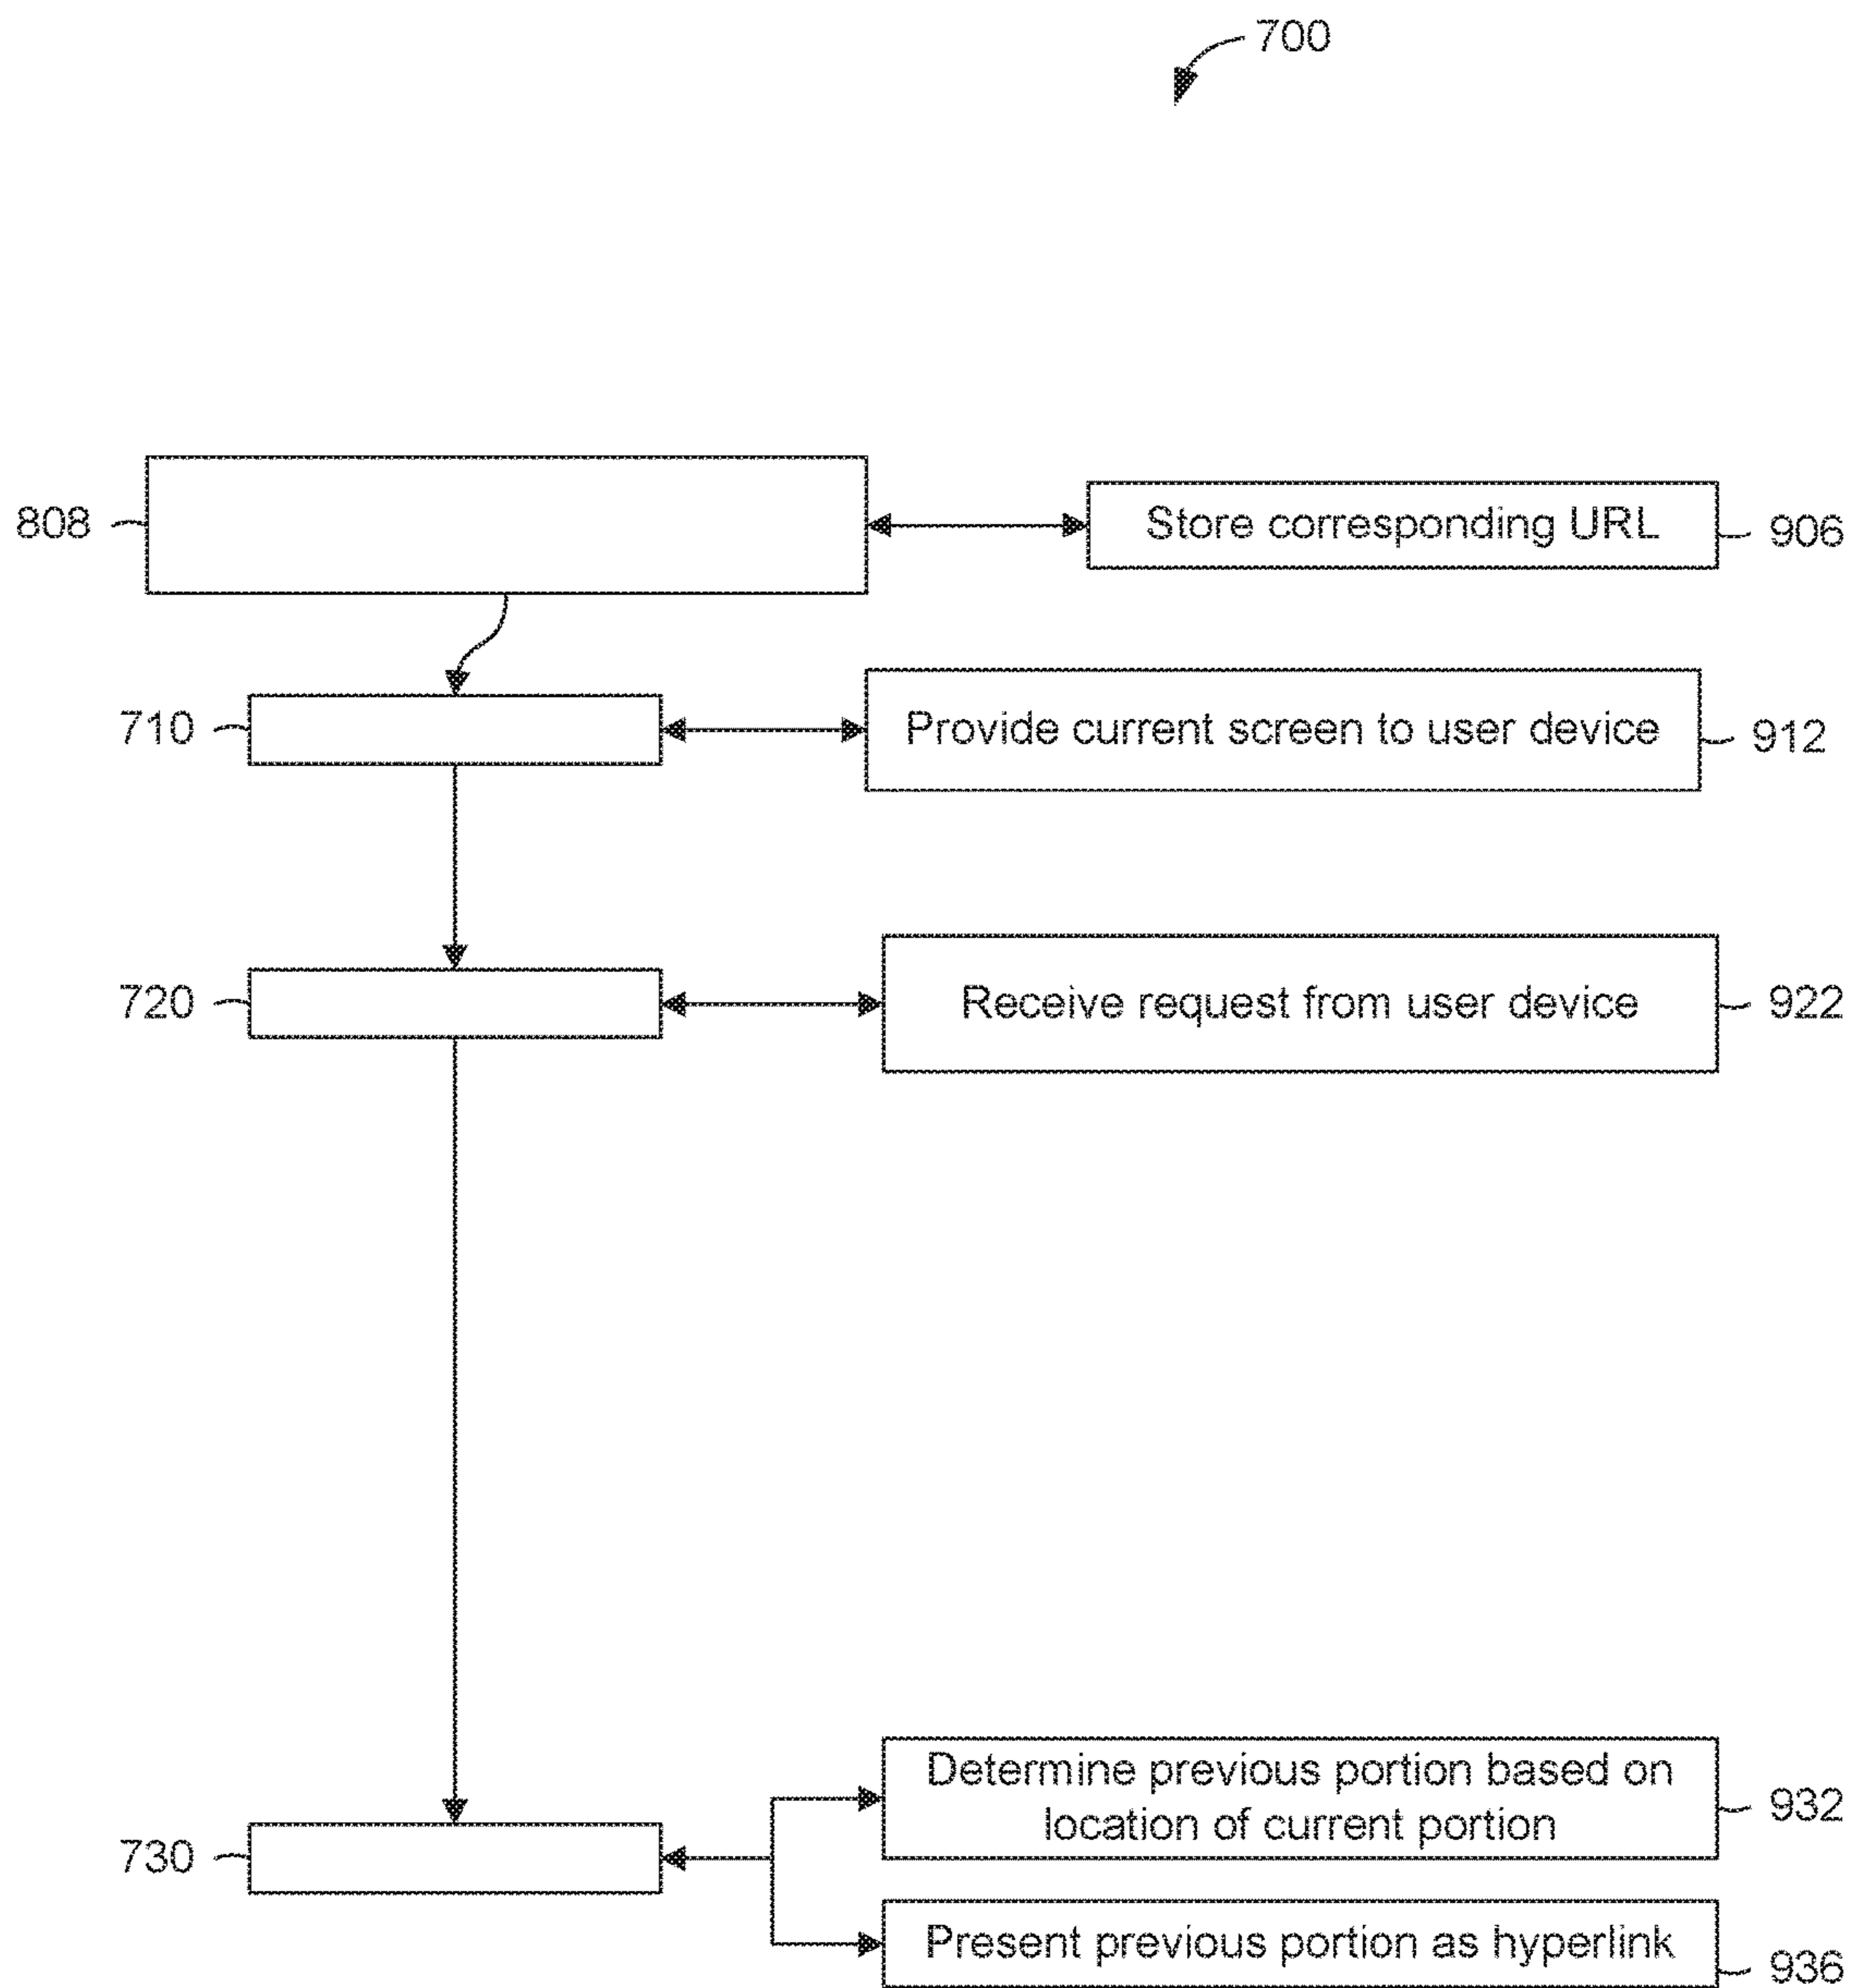 700
808
Store corresponding URL
906
710
Provide current screen to user device
912
720
Receive request from user device
922
730
Determine previous portion based on
location of current portion
932
Present previous portion as hyperlink
936